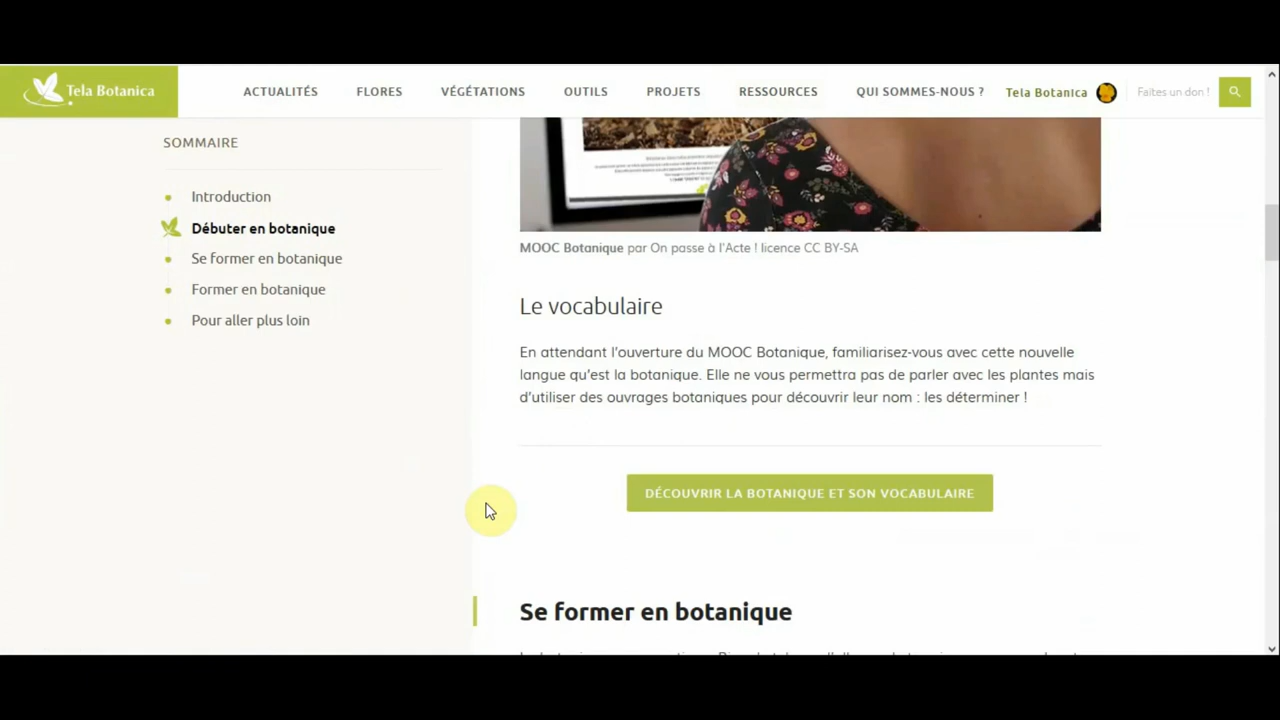 Tela Botanica
ACTUALITÉS FLORES VÉGÉTATIONS OUTILS PROJETS RESSOURCES QUI SOMMES-NOUS ? Tela Botanica Faites un don !
SOMMAIRE
Introduction
Débuter en botanique
Se former en botanique
Former en botanique
Pour aller plus loin
MOOC Botanique par On passe à l'Acte ! licence CC BY-SA
Le vocabulaire
En attendant l'ouverture du MOOC Botanique, familiarisez-vous avec cette nouvelle
langue qu'est la botanique. Elle ne vous permettra pas de parler avec les plantes mais
d'utiliser des ouvrages botaniques pour découvrir leur nom : les déterminer !
DÉCOUVRIR LA BOTANIQUE ET SON VOCABULAIRE
Se former en botanique